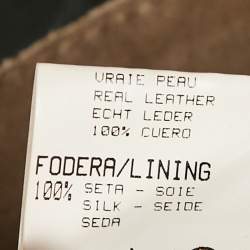 VRAIE PEAU
REAL LEATHER
ECHT LEDER
100% CUERO
FODERA/LINING
100% SETA - SOIE
SILK - SEIDE
SEDA